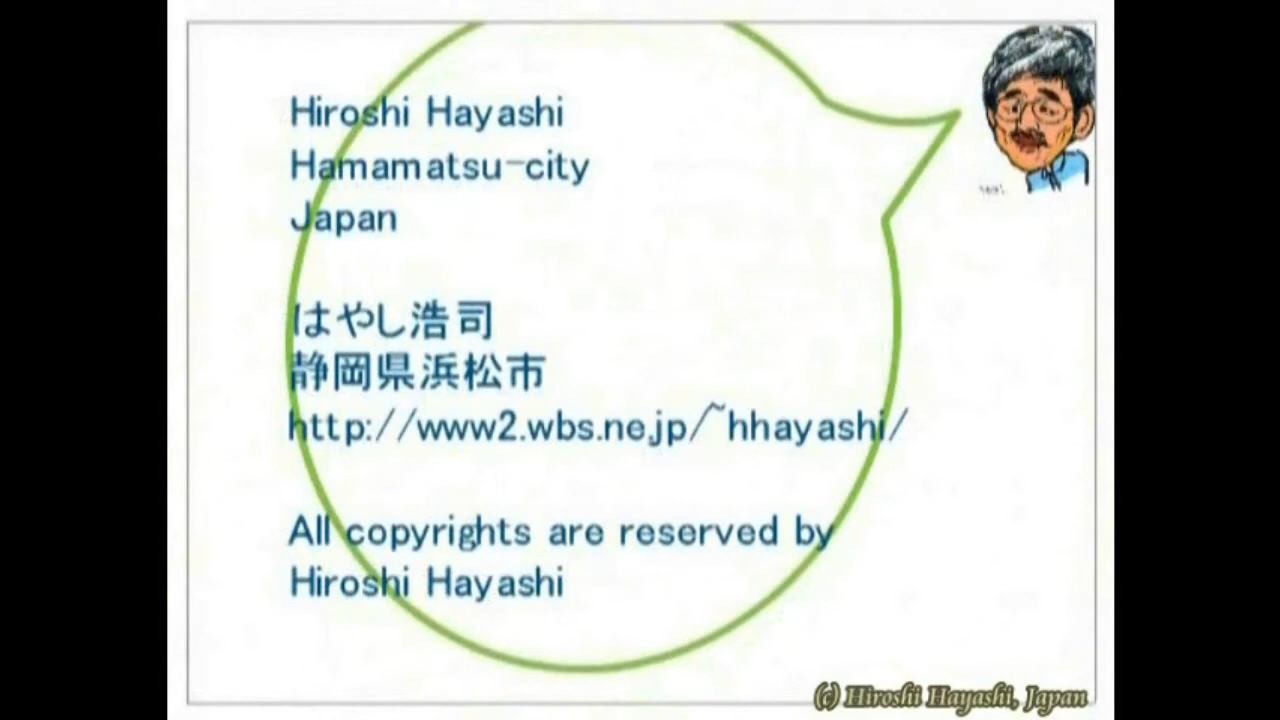 Hiroshi Hayashi
Hamamatsu-city
Japan
はやし浩司
静岡県浜松市
http://www2.wbs.ne.jp/~hhayashi/
All copyrights are reserved by
Hiroshi Hayashi
(c) Hiroshi Hayashi, Japan